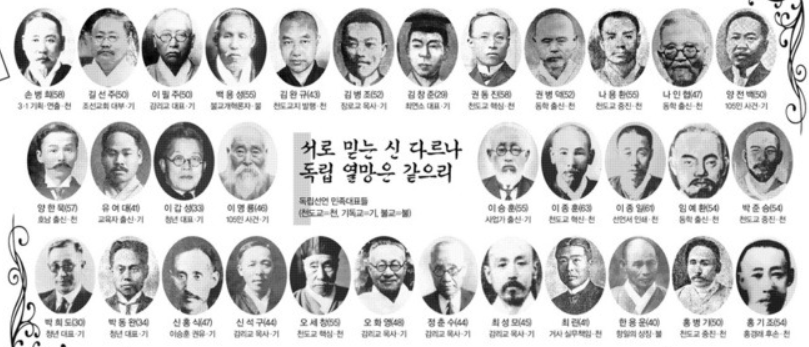 손병희(58)
3·1 기획·연출·천
길선주(50)
조선교회 대부·기
이필주(50)
감리교 대표·기
백용성(55)
불교개혁론자·불
김완규(43)
천도교지 발행·천
김병조(52)
장로교 목사·기
김창준(29)
최연소 대표·기
권동진(58)
천도교 핵심·천
권병덕(52)
동학 출신·천
나용환(55)
천도교 중진·천
나인협(47)
동학 출신·천
양전백(50)
105인 사건·기
양한묵(57)
호남 출신·천
유여대(41)
교육자 출신·기
이갑성(33)
청년 대표·기
이명룡(46)
105인 사건·기
서로 믿는 신 다르나
독립 열망은 같으리
독립선언 민족대표들
(천도교=천, 기독교=기, 불교=불)
이승훈(55)
사업가 출신·기
이종훈(63)
천도교 혁신·천
이종일(61)
선언서 인쇄·천
임예환(54)
동학 출신·천
박준승(54)
천도교 중진·천
박희도(30)
청년 대표·기
박동완(34)
청년 대표·기
신홍식(47)
이승훈 권유·기
신석구(44)
감리교 목사·기
오세창(55)
천도교 핵심·천
오화영(48)
감리교 목사·기
정춘수(44)
감리교 목사·기
최성모(45)
감리교 목사·기
최린(41)
거사 실무책임·천
한용운(40)
항일의 상징·불
홍병기(50)
천도교 중진·천
홍기조(54)
홍경래 후손·천